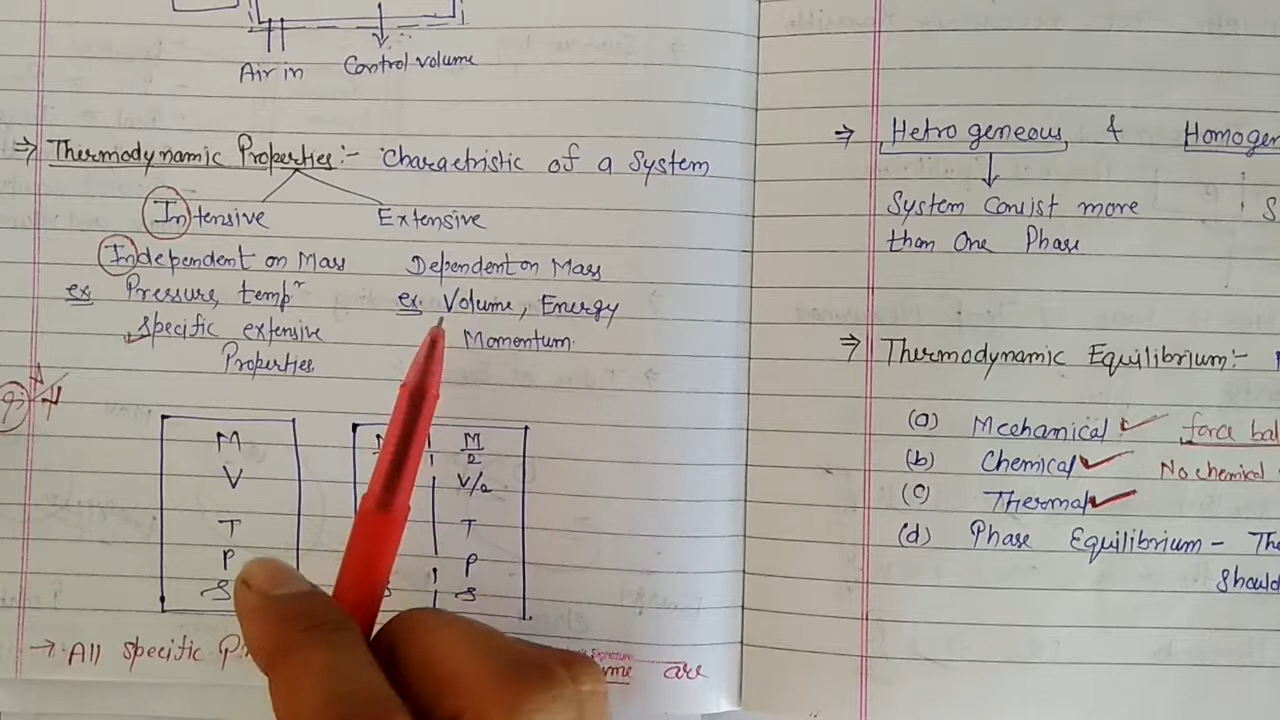 Air in Control volume
⇒ Thermodynamic Properties:- Charactristic of a System
Intensive Extensive
Independent on Mass Dependent on Mass
ex Pressure, tempr ex. Volume, Energy
specific extensive Momentum.
Properties
M M/2
V V/2
T T
P P
S S
→ All specific are
⇒ Hetrogeneous & Homogen
System Consist more S
than One Phase
⇒ Thermodynamic Equilibrium:-
(a) Mechanical ✓ force bal
(b) Chemical ✓ No chemical
(c) Thermal ✓
(d) Phase Equilibrium - The
Should